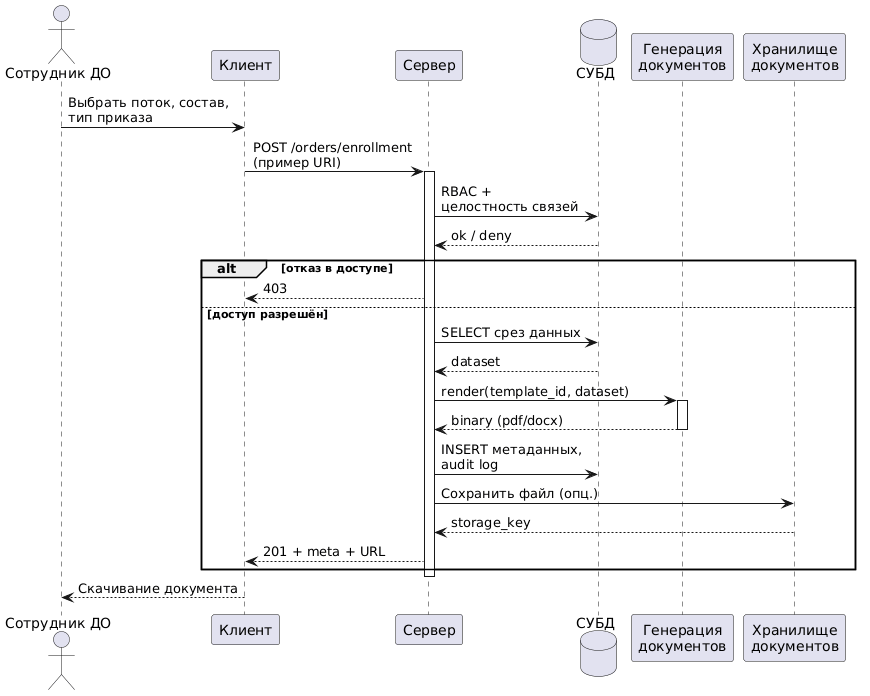 Сотрудник ДО
Клиент
Сервер
СУБД
Генерация
документов
Хранилище
документов
Выбрать поток, состав,
тип приказа
POST /orders/enrollment
(пример URI)
RBAC +
целостность связей
ok / deny
alt
[отказ в доступе]
403
[доступ разрешён]
SELECT срез данных
dataset
render(template_id, dataset)
binary (pdf/docx)
INSERT метаданных,
audit log
Сохранить файл (опц.)
storage_key
201 + meta + URL
Скачивание документа
Сотрудник ДО
Клиент
Сервер
СУБД
Генерация
документов
Хранилище
документов